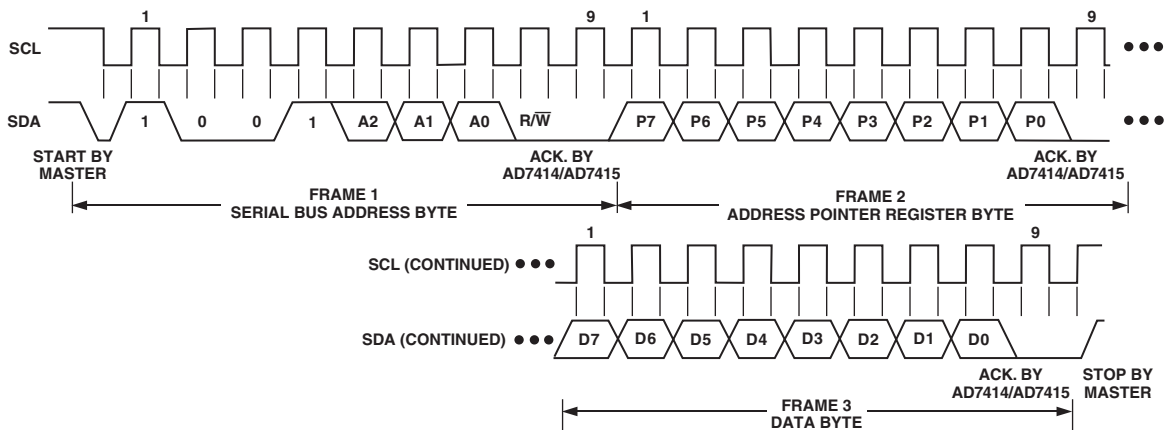 1 9 1 9
SCL
SDA 1 0 0 1 A2 A1 A0 R/W̅ P7 P6 P5 P4 P3 P2 P1 P0
START BY
MASTER
ACK. BY
AD7414/AD7415
ACK. BY
AD7414/AD7415
FRAME 1
SERIAL BUS ADDRESS BYTE
FRAME 2
ADDRESS POINTER REGISTER BYTE
1 9
SCL (CONTINUED)
SDA (CONTINUED) D7 D6 D5 D4 D3 D2 D1 D0
ACK. BY
AD7414/AD7415
STOP BY
MASTER
FRAME 3
DATA BYTE